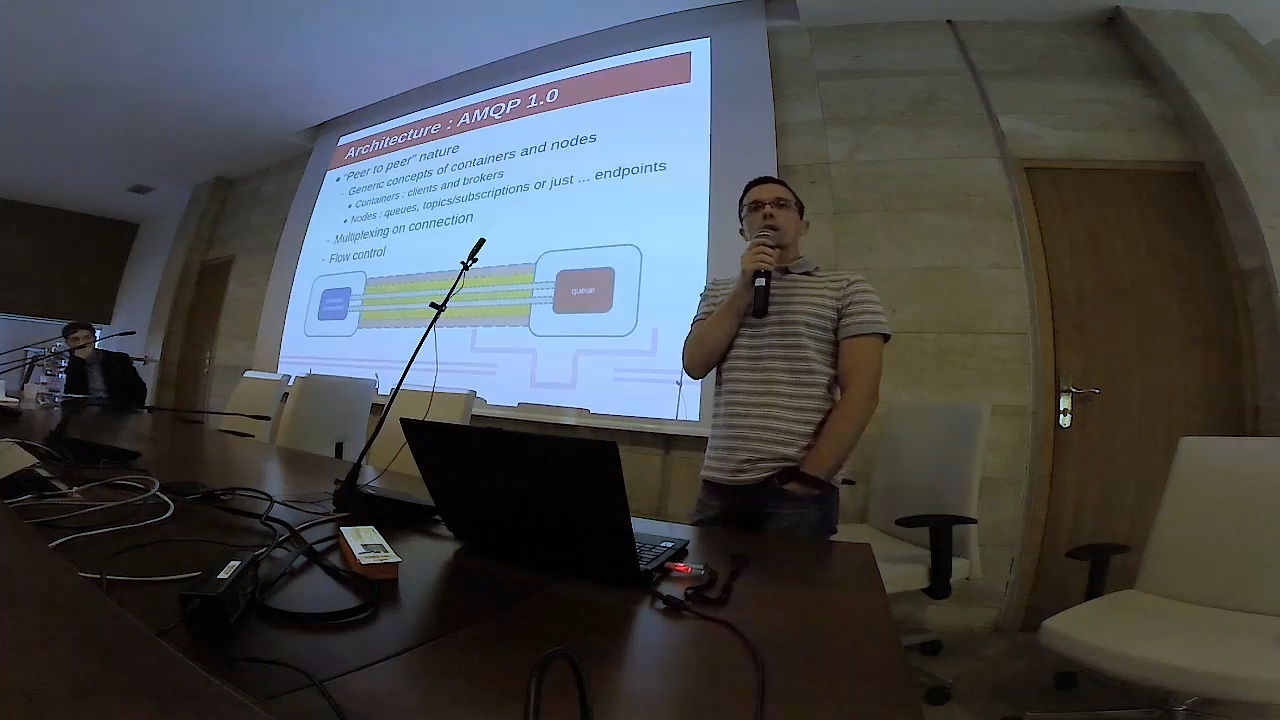 Architecture : AMQP 1.0
• "Peer to peer" nature
– Generic concepts of containers and nodes
• Containers : clients and brokers
• Nodes : queues, topics/subscriptions or just ... endpoints
– Multiplexing on connection
– Flow control
queue